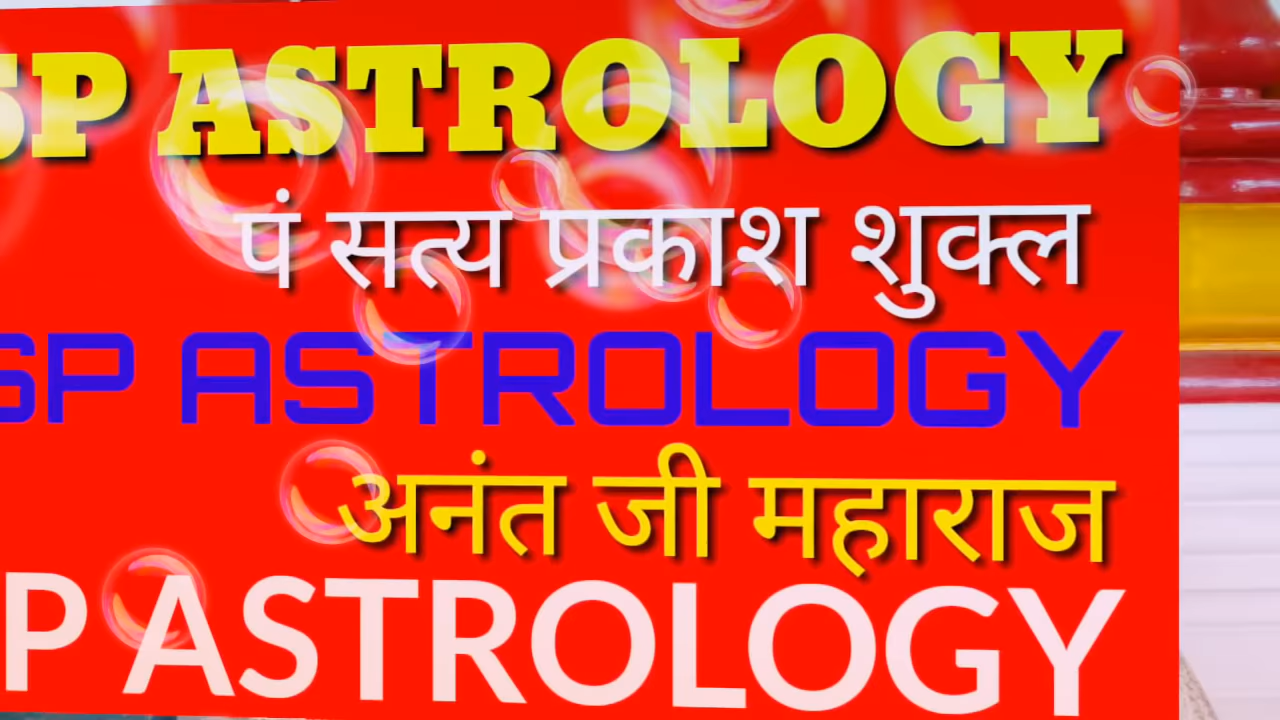 SP ASTROLOGY
पं सत्य प्रकाश शुक्ल
SP ASTROLOGY
अनंत जी महाराज
P ASTROLOGY